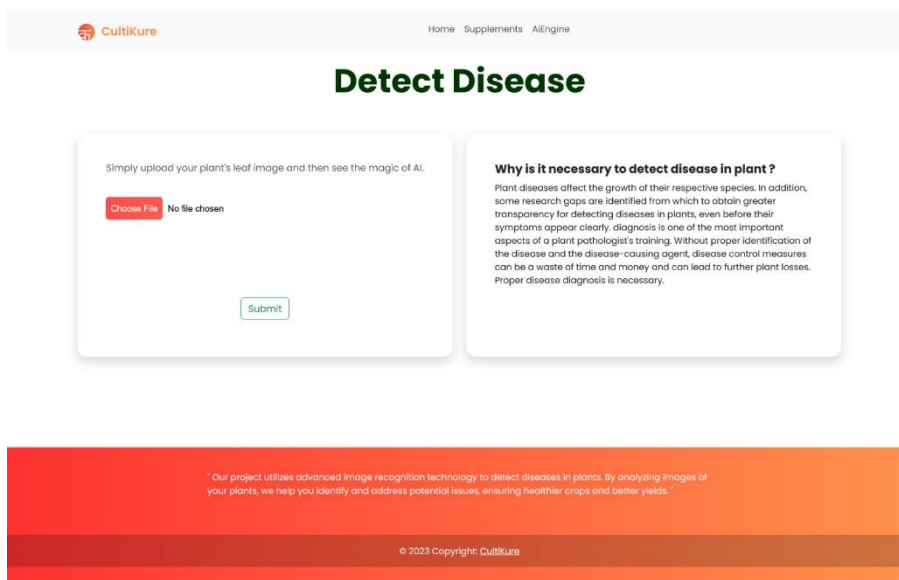 CultiKure
Home Supplements AiEngine
Detect Disease
Simply upload your plant's leaf image and then see the magic of AI.
Choose File No file chosen
Submit
Why is it necessary to detect disease in plant ?
Plant diseases affect the growth of their respective species. In addition,
some research gaps are identified from which to obtain greater
transparency for detecting diseases in plants, even before their
symptoms appear clearly. diagnosis is one of the most important
aspects of a plant pathologist's training. Without proper identification of
the disease and the disease-causing agent, disease control measures
can be a waste of time and money and can lead to further plant losses.
Proper disease diagnosis is necessary.
" Our project utilizes advanced image recognition technology to detect diseases in plants. By analyzing images of
your plants, we help you identify and address potential issues, ensuring healthier crops and better yields. "
© 2023 Copyright: CultiKure